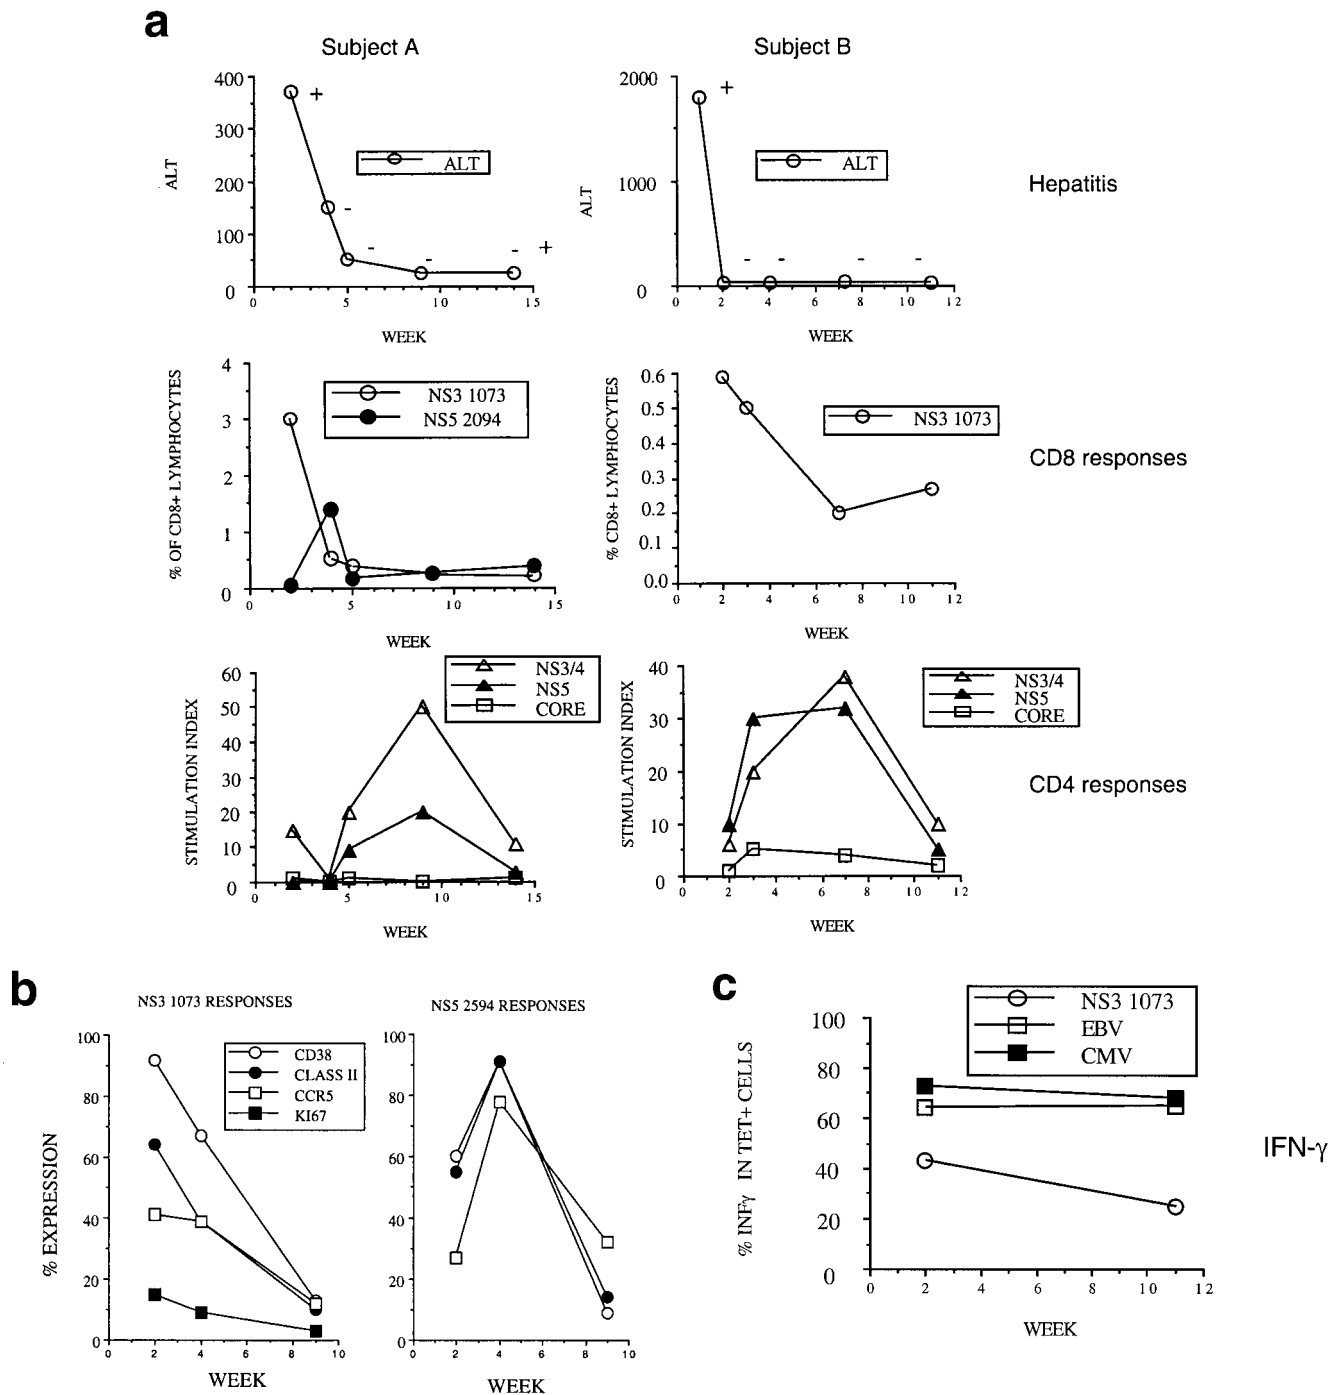 a
Subject A
Subject B
400
300
200
100
0
ALT
+
-
-
-
-
+
ALT
0
5
10
15
WEEK
2000
1000
0
ALT
+
-
-
-
-
ALT
0
2
4
6
8
10
12
WEEK
Hepatitis
4
3
2
1
0
% OF CD8+ LYMPHOCYTES
NS3 1073
NS5 2094
0
5
10
15
WEEK
0.6
0.5
0.4
0.3
0.2
0.1
0.0
% CD8+ LYMPHOCYTES
NS3 1073
0
2
4
6
8
10
12
WEEK
CD8 responses
60
50
40
30
20
10
0
STIMULATION INDEX
NS3/4
NS5
CORE
0
5
10
15
WEEK
40
30
20
10
0
STIMULATION INDEX
NS3/4
NS5
CORE
0
2
4
6
8
10
12
WEEK
CD4 responses
b
NS3 1073 RESPONSES
100
80
60
40
20
0
% EXPRESSION
CD38
CLASS II
CCR5
KI67
0
2
4
6
8
10
WEEK
NS5 2594 RESPONSES
100
80
60
40
20
0
0
2
4
6
8
10
WEEK
c
100
80
60
40
20
0
% INFγ IN TET+ CELLS
NS3 1073
EBV
CMV
0
2
4
6
8
10
12
WEEK
IFN-γ